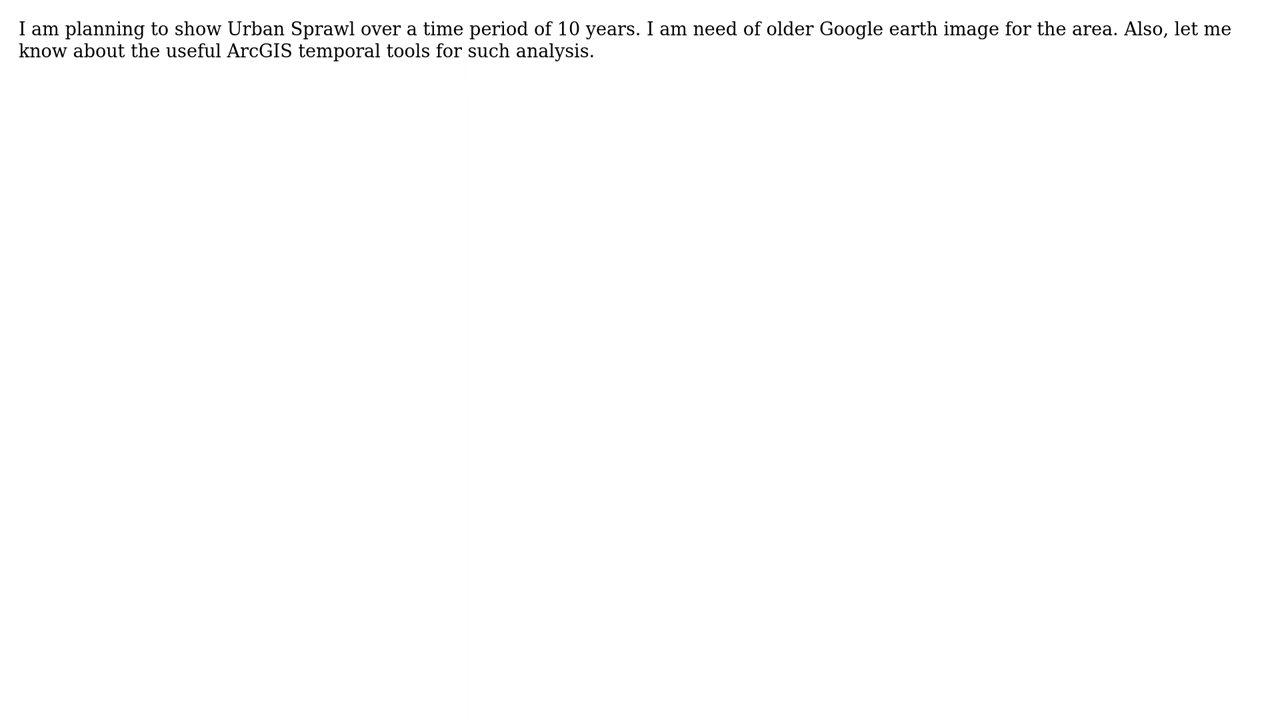 I am planning to show Urban Sprawl over a time period of 10 years. I am need of older Google earth image for the area. Also, let me
know about the useful ArcGIS temporal tools for such analysis.